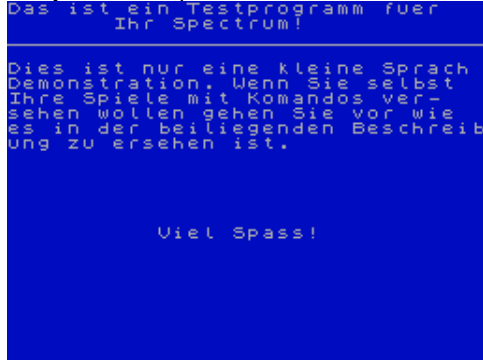 Das ist ein Testprogramm fuer
Ihr Spectrum!
Dies ist nur eine kleine Sprach
Demonstration. Wenn Sie selbst
Ihre Spiele mit Komandos ver-
sehen wollen gehen Sie vor wie
es in der beiliegenden Beschreib
ung zu ersehen ist.
Viel Spass!